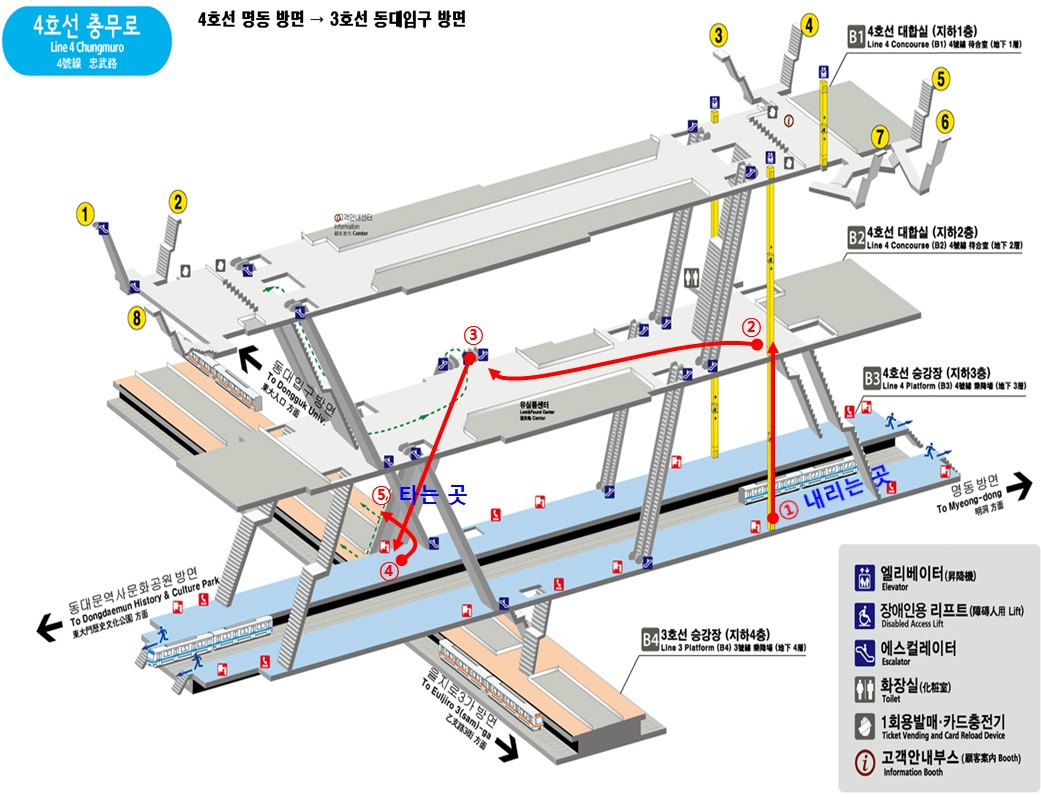 4호선 충무로
Line 4 Chungmuro
4號線 忠武路
4호선 명동 방면 → 3호선 동대입구 방면
3
4
5
6
7
B1 4호선 대합실 (지하1층)
Line 4 Concourse (B1) 4號線 待合室 (地下 1層)
1
2
8
고객안내센터
Information
顧客案內 Center
B2 4호선 대합실 (지하2층)
Line 4 Concourse (B2) 4號線 待合室 (地下 2層)
③
②
동대입구 방면
To Dongguk Univ.
東大入口 方面
유실물센터
Lost&Found Center
遺失物 Center
B3 4호선 승강장 (지하3층)
Line 4 Platform (B3) 4號線 乘降場 (地下 3層)
⑤ 타는 곳
① 내리는 곳
④
명동 방면
To Myeong-dong
明洞 方面
동대문역사문화공원 방면
To Dongdaemun History & Culture Park
東大門歷史文化公園 方面
B4 3호선 승강장 (지하4층)
Line 3 Platform (B4) 3號線 乘降場 (地下 4層)
을지로3가 방면
To Euljiro 3(sam)-ga
乙支路3街 方面
엘리베이터(昇降機)
Elevator
장애인용 리프트(障碍人用 Lift)
Disabled Access Lift
에스컬레이터
Escalator
화장실(化粧室)
Toilet
1회용발매·카드충전기
Ticket Vending and Card Reload Device
고객안내부스(顧客案內 Booth)
Information Booth